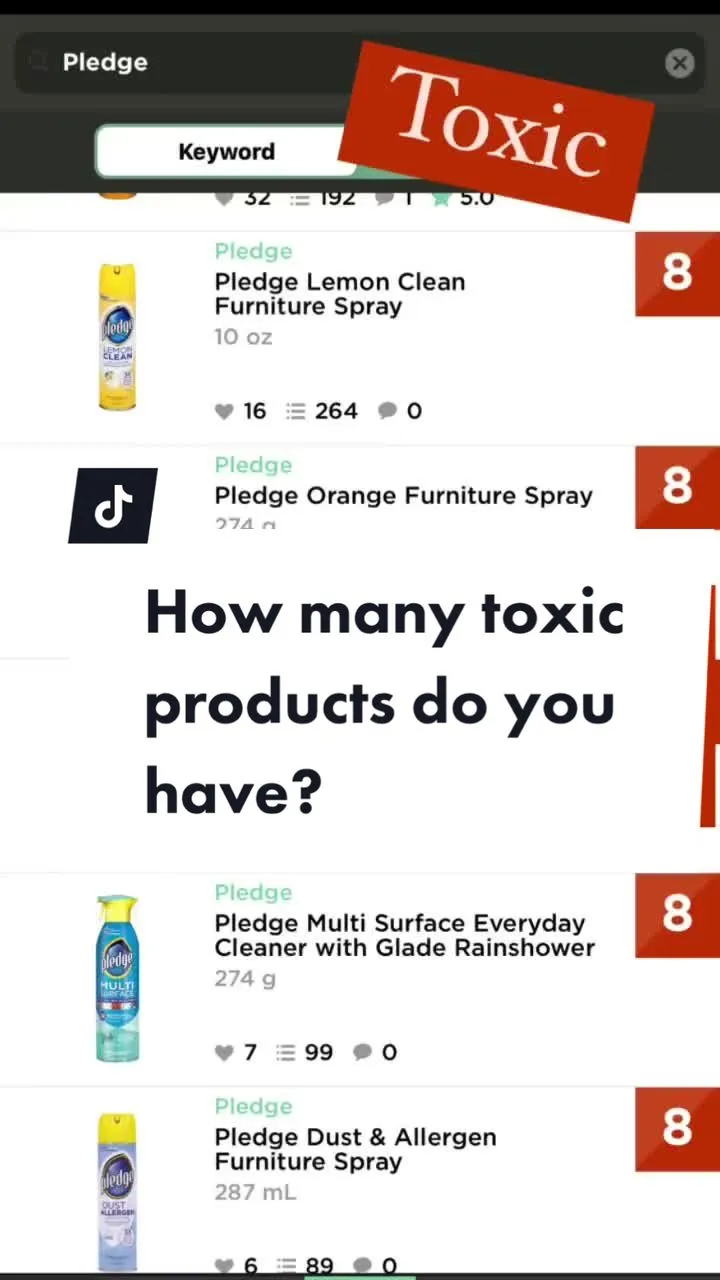 Pledge
Toxic
Keyword
32 192 1 5.0
Pledge
8
Pledge Lemon Clean
Furniture Spray
10 oz
pledge
LEMON
CLEAN
16 264 0
Pledge
8
Pledge Orange Furniture Spray
274 g
How many toxic
products do you
have?
Pledge
8
Pledge Multi Surface Everyday
Cleaner with Glade Rainshower
274 g
pledge
MULTI
SURFACE
7 99 0
Pledge
8
Pledge Dust & Allergen
Furniture Spray
287 mL
pledge
DUST
ALLERGEN
6 89 0